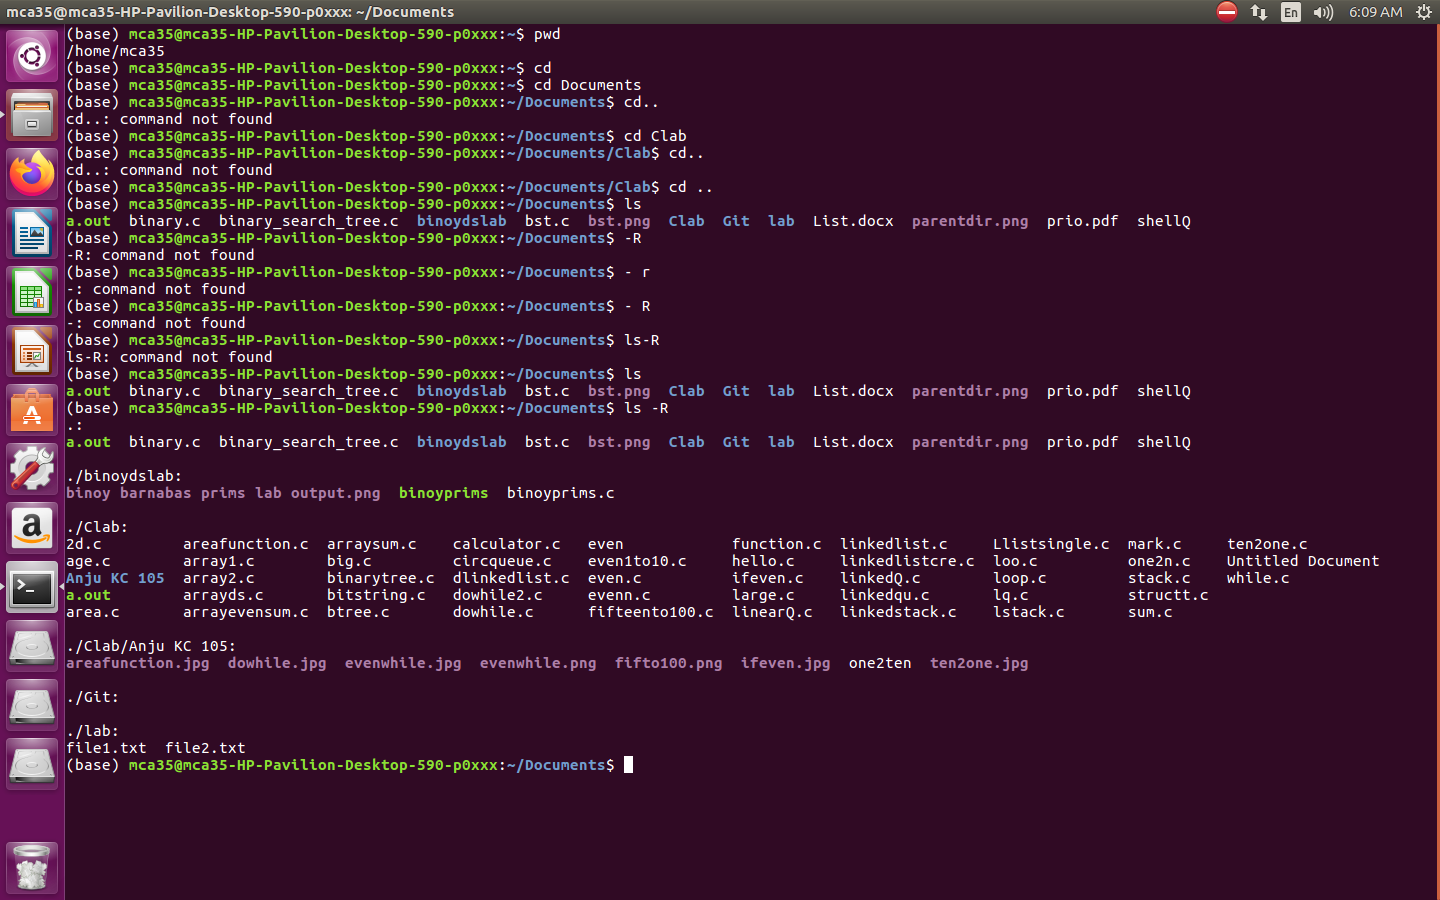 mca35@mca35-HP-Pavilion-Desktop-590-p0xxx: ~/Documents En 6:09 AM
(base) mca35@mca35-HP-Pavilion-Desktop-590-p0xxx:~$ pwd
/home/mca35
(base) mca35@mca35-HP-Pavilion-Desktop-590-p0xxx:~$ cd
(base) mca35@mca35-HP-Pavilion-Desktop-590-p0xxx:~$ cd Documents
(base) mca35@mca35-HP-Pavilion-Desktop-590-p0xxx:~/Documents$ cd..
cd..: command not found
(base) mca35@mca35-HP-Pavilion-Desktop-590-p0xxx:~/Documents$ cd Clab
(base) mca35@mca35-HP-Pavilion-Desktop-590-p0xxx:~/Documents/Clab$ cd..
cd..: command not found
(base) mca35@mca35-HP-Pavilion-Desktop-590-p0xxx:~/Documents/Clab$ cd ..
(base) mca35@mca35-HP-Pavilion-Desktop-590-p0xxx:~/Documents$ ls
a.out  binary.c  binary_search_tree.c  binoydslab  bst.c  bst.png  Clab  Git  lab  List.docx  parentdir.png  prio.pdf  shellQ
(base) mca35@mca35-HP-Pavilion-Desktop-590-p0xxx:~/Documents$ -R
-R: command not found
(base) mca35@mca35-HP-Pavilion-Desktop-590-p0xxx:~/Documents$ - r
-: command not found
(base) mca35@mca35-HP-Pavilion-Desktop-590-p0xxx:~/Documents$ - R
-: command not found
(base) mca35@mca35-HP-Pavilion-Desktop-590-p0xxx:~/Documents$ ls-R
ls-R: command not found
(base) mca35@mca35-HP-Pavilion-Desktop-590-p0xxx:~/Documents$ ls
a.out  binary.c  binary_search_tree.c  binoydslab  bst.c  bst.png  Clab  Git  lab  List.docx  parentdir.png  prio.pdf  shellQ
(base) mca35@mca35-HP-Pavilion-Desktop-590-p0xxx:~/Documents$ ls -R
.:
a.out  binary.c  binary_search_tree.c  binoydslab  bst.c  bst.png  Clab  Git  lab  List.docx  parentdir.png  prio.pdf  shellQ
./binoydslab:
binoy barnabas prims lab output.png  binoyprims  binoyprims.c
./Clab:
2d.c  areafunction.c  arraysum.c  calculator.c  even  function.c  linkedlist.c  Llistsingle.c  mark.c  ten2one.c
age.c  array1.c  big.c  circqueue.c  even1to10.c  hello.c  linkedlistcre.c  loo.c  one2n.c  Untitled Document
Anju KC 105  array2.c  binarytree.c  dlinkedlist.c  even.c  ifeven.c  linkedQ.c  loop.c  stack.c  while.c
a.out  arrayds.c  bitstring.c  dowhile2.c  evenn.c  large.c  linkedqu.c  lq.c  structt.c
area.c  arrayevensum.c  btree.c  dowhile.c  fifteento100.c  linearQ.c  linkedstack.c  lstack.c  sum.c
./Clab/Anju KC 105:
areafunction.jpg  dowhile.jpg  evenwhile.jpg  evenwhile.png  fifto100.png  ifeven.jpg  one2ten  ten2one.jpg
./Git:
./lab:
file1.txt  file2.txt
(base) mca35@mca35-HP-Pavilion-Desktop-590-p0xxx:~/Documents$